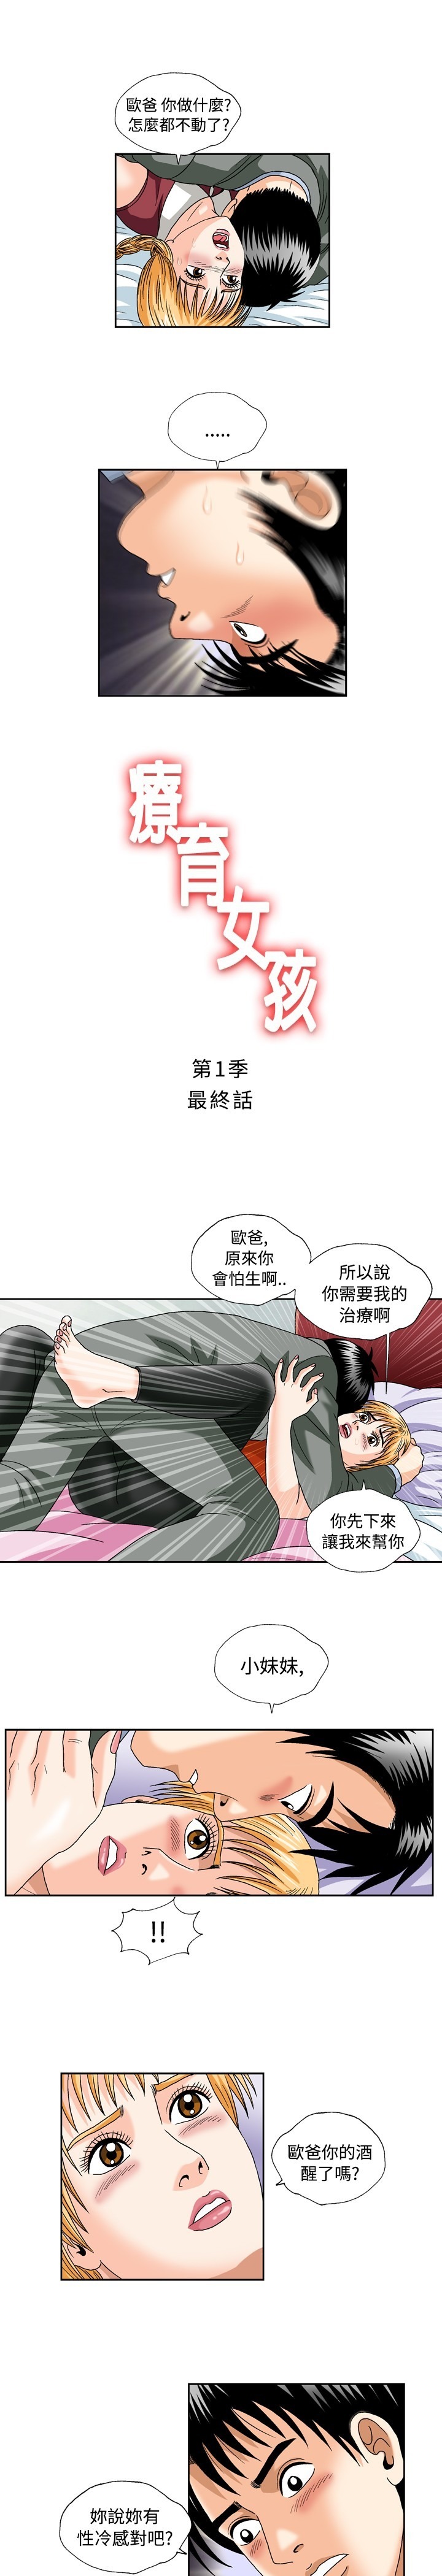 歐爸 你做什麼?
怎麼都不動了?
.....
療育女孩
第1季
最終話
歐爸,
原來你
會怕生啊..
所以說
你需要我的
治療啊
你先下來
讓我來幫你
小妹妹,
!!
歐爸你的酒
醒了嗎?
妳說妳有
性冷感對吧?